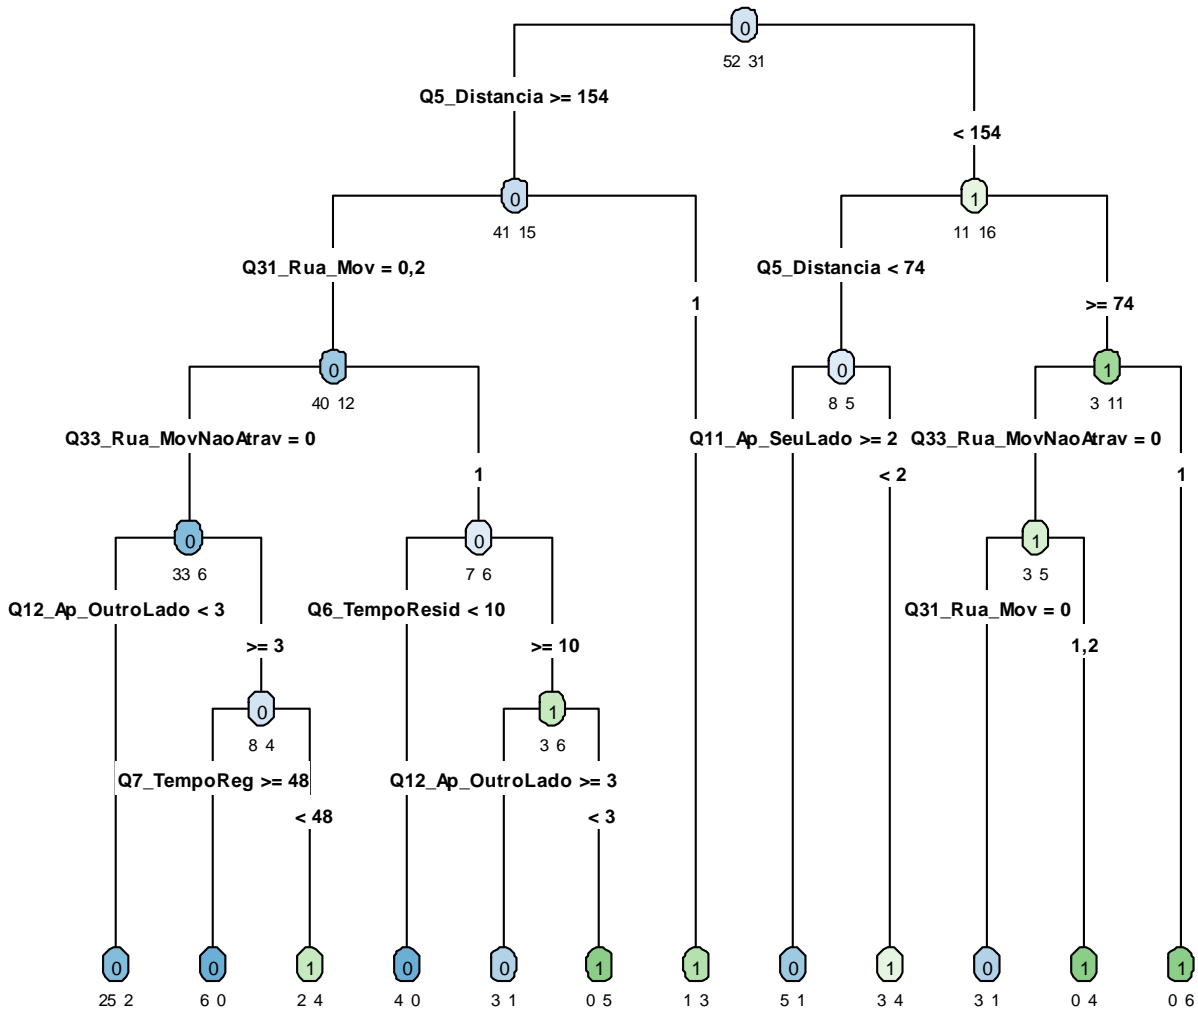 0
52 31
Q5_Distancia >= 154
< 154
0
1
41 15
11 16
Q31_Rua_Mov = 0,2
Q5_Distancia < 74
1
>= 74
0
0
1
40 12
8 5
3 11
Q33_Rua_MovNaoAtrav = 0
Q11_Ap_SeuLado >= 2
Q33_Rua_MovNaoAtrav = 0
1
< 2
1
0
0
1
33 6
7 6
3 5
Q12_Ap_OutroLado < 3
Q6_TempoResid < 10
Q31_Rua_Mov = 0
>= 3
>= 10
1,2
0
1
8 4
3 6
Q7_TempoReg >= 48
Q12_Ap_OutroLado >= 3
< 48
< 3
0 0 1 0 0 1 1 0 1 0 1 1
25 2 6 0 2 4 4 0 3 1 0 5 1 3 5 1 3 4 3 1 0 4 0 6